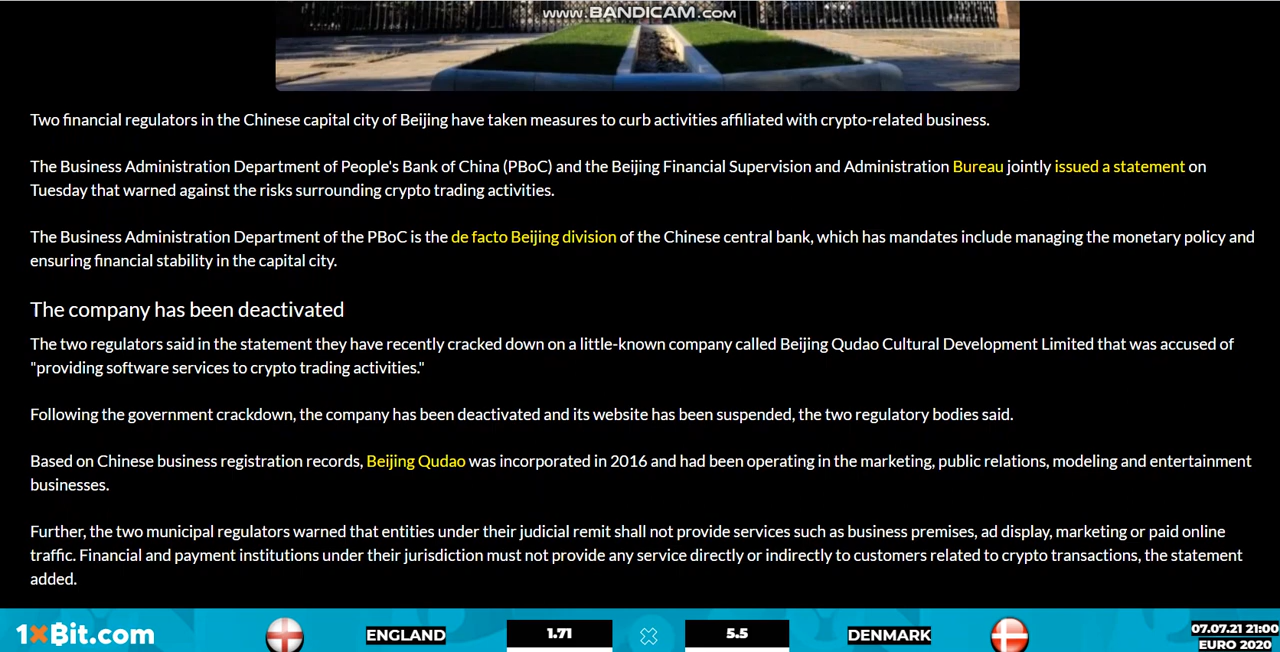 www.BANDICAM.com
Two financial regulators in the Chinese capital city of Beijing have taken measures to curb activities affiliated with crypto-related business.
The Business Administration Department of People's Bank of China (PBoC) and the Beijing Financial Supervision and Administration Bureau jointly issued a statement on
Tuesday that warned against the risks surrounding crypto trading activities.
The Business Administration Department of the PBoC is the de facto Beijing division of the Chinese central bank, which has mandates include managing the monetary policy and
ensuring financial stability in the capital city.
The company has been deactivated
The two regulators said in the statement they have recently cracked down on a little-known company called Beijing Qudao Cultural Development Limited that was accused of
"providing software services to crypto trading activities."
Following the government crackdown, the company has been deactivated and its website has been suspended, the two regulatory bodies said.
Based on Chinese business registration records, Beijing Qudao was incorporated in 2016 and had been operating in the marketing, public relations, modeling and entertainment
businesses.
Further, the two municipal regulators warned that entities under their judicial remit shall not provide services such as business premises, ad display, marketing or paid online
traffic. Financial and payment institutions under their jurisdiction must not provide any service directly or indirectly to customers related to crypto transactions, the statement
added.
1xBit.com ENGLAND 1.71 5.5 DENMARK 07.07.21 21:00
EURO 2020